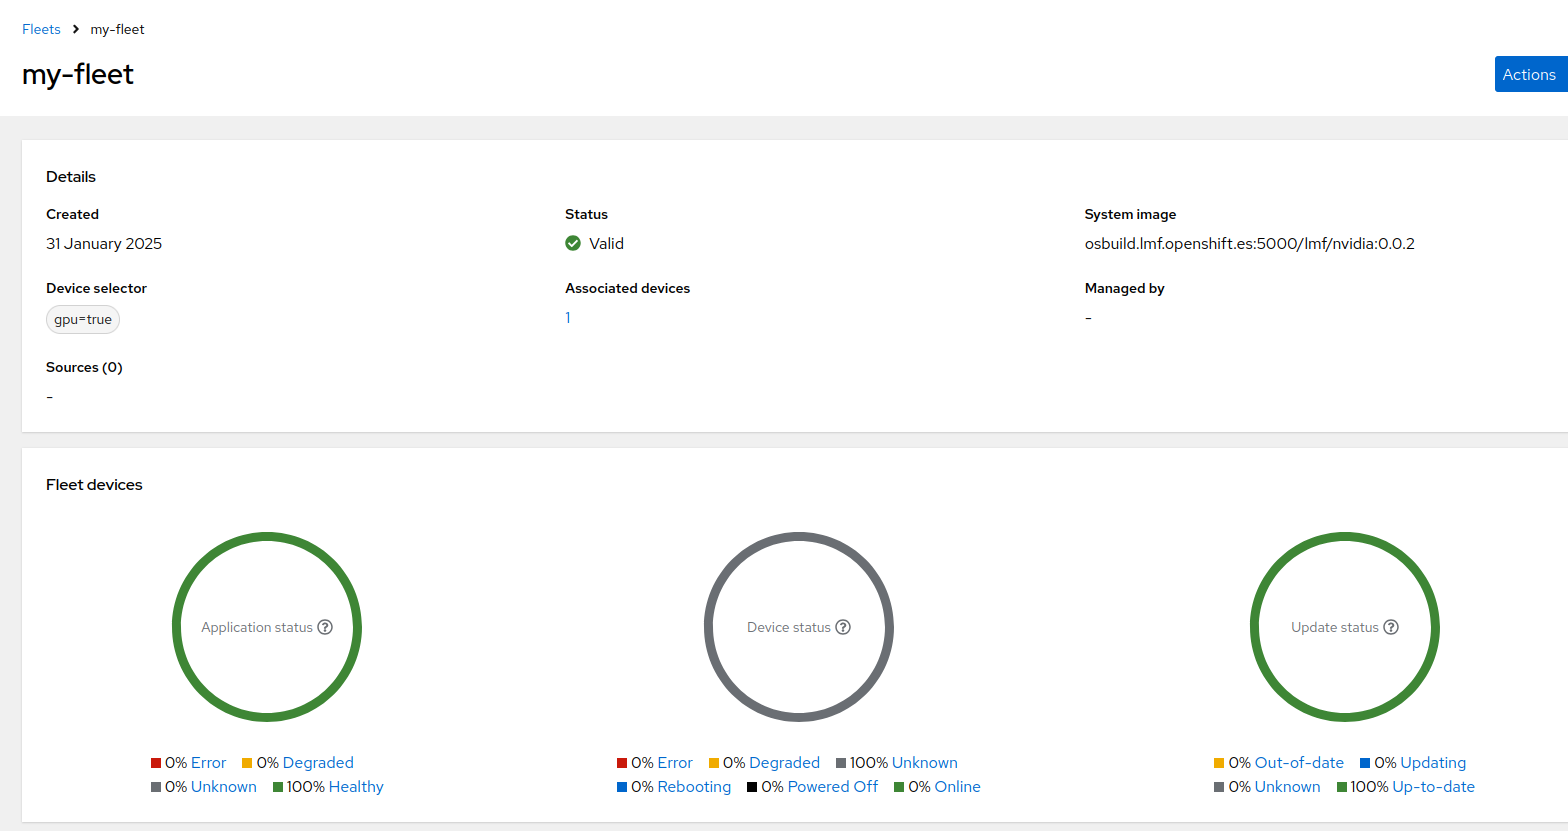 Fleets > my-fleet
my-fleet
Actions
Details
Created
31 January 2025
Status
Valid
System image
osbuild.lmf.openshift.es:5000/lmf/nvidia:0.0.2
Device selector
gpu=true
Associated devices
1
Managed by
-
Sources (0)
-
Fleet devices
Application status ?
0% Error 0% Degraded
0% Unknown 100% Healthy
Device status ?
0% Error 0% Degraded 100% Unknown
0% Rebooting 0% Powered Off 0% Online
Update status ?
0% Out-of-date 0% Updating
0% Unknown 100% Up-to-date